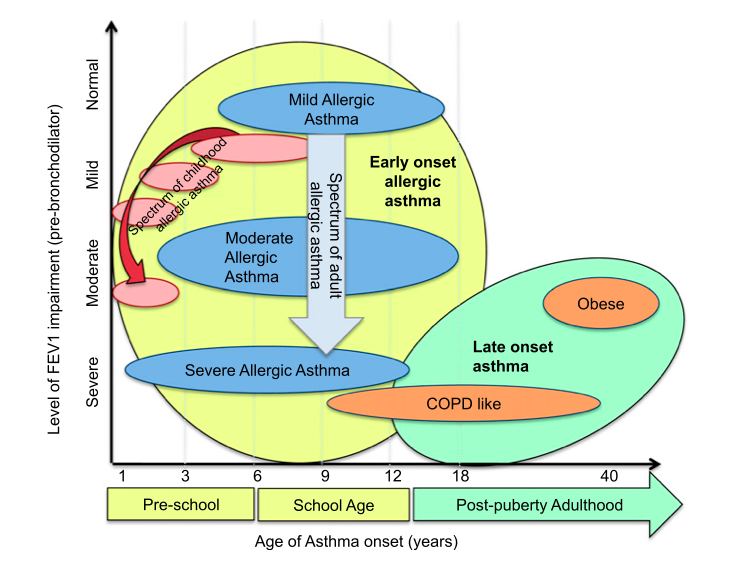 Level of FEV1 impairment (pre-bronchodilator)
Normal
Mild
Moderate
Severe
Mild Allergic
Asthma
Early onset
allergic
asthma
Spectrum of childhood
allergic asthma
Spectrum of adult
allergic asthma
Moderate
Allergic
Asthma
Severe Allergic Asthma
Obese
Late onset
asthma
COPD like
1 3 6 9 12 18 40
Pre-school
School Age
Post-puberty Adulthood
Age of Asthma onset (years)